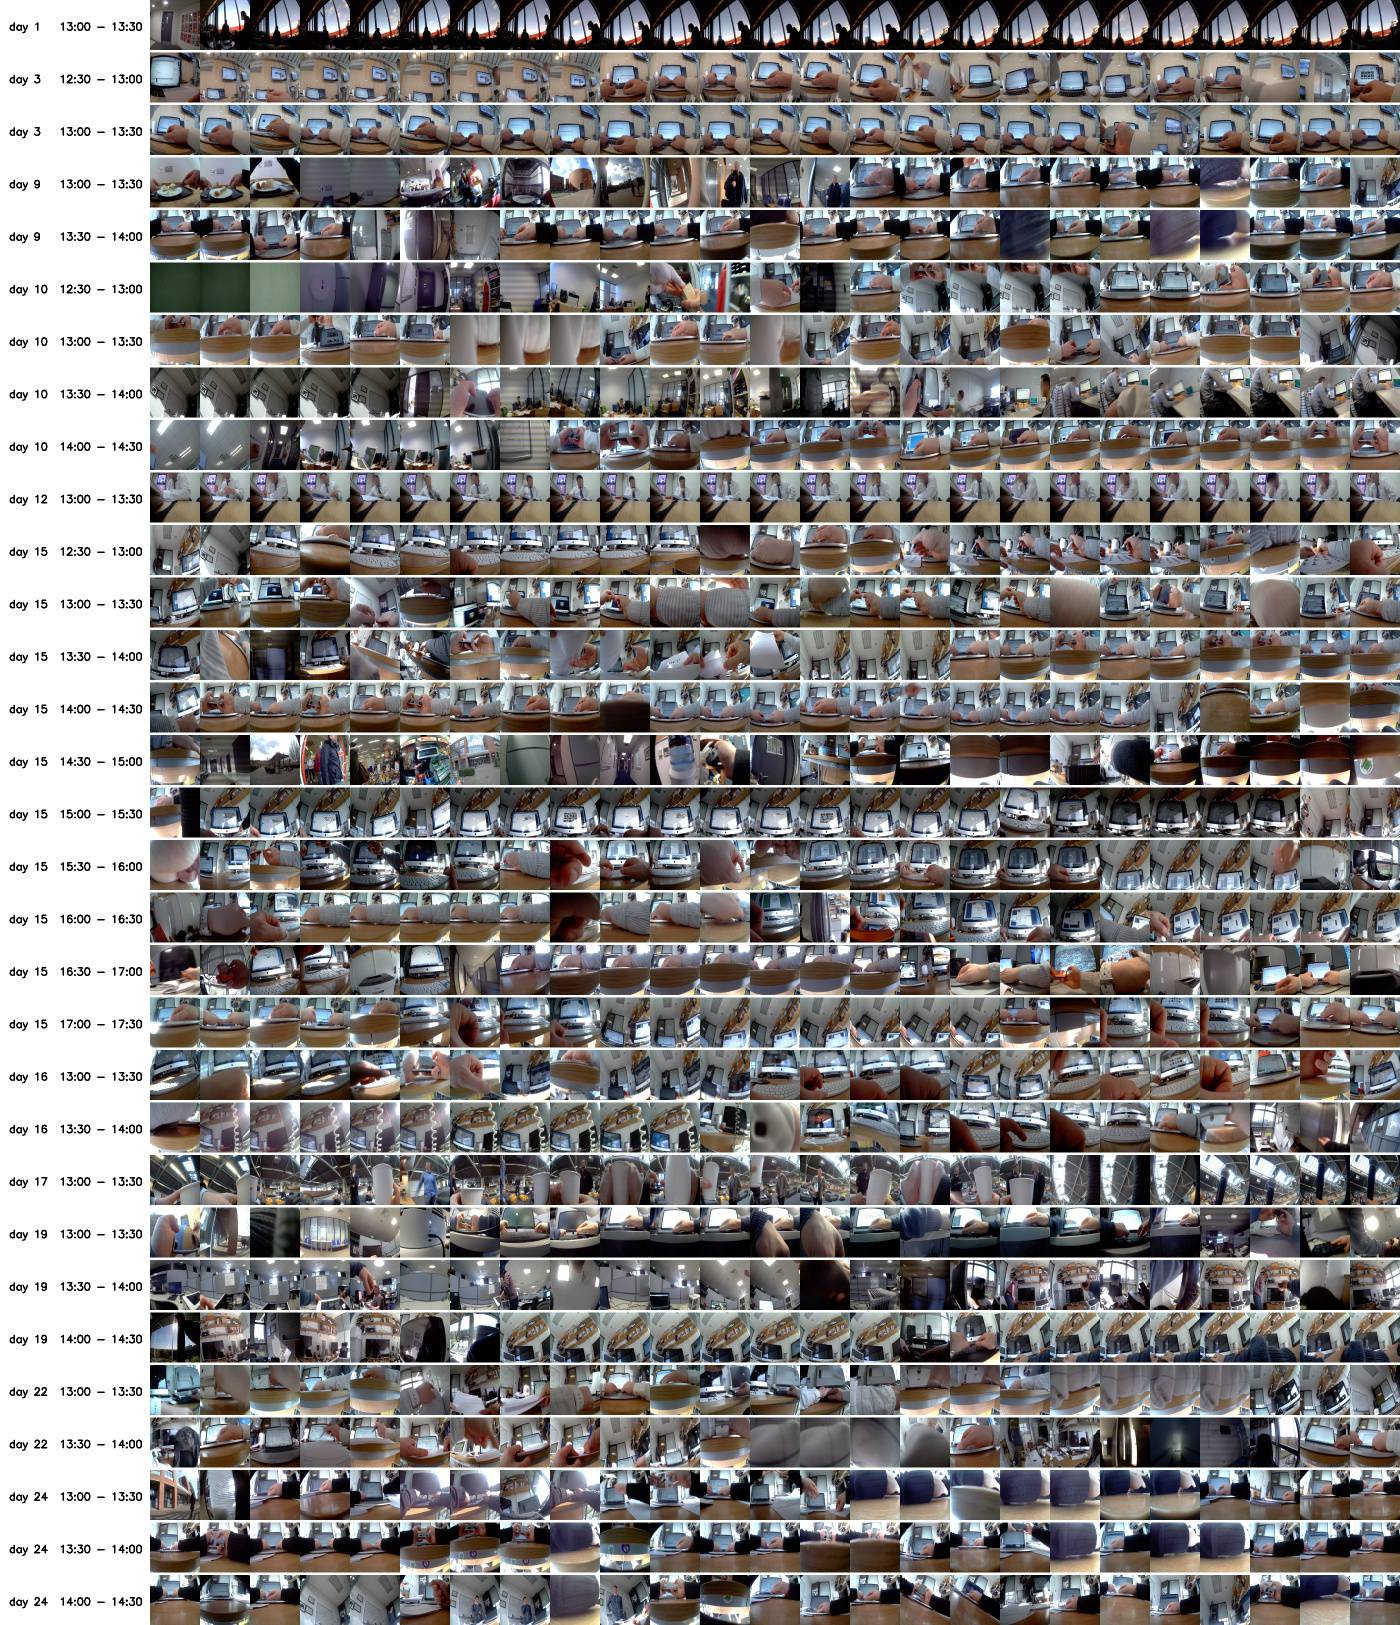 day 1 13:00 – 13:30
day 3 12:30 – 13:00
day 3 13:00 – 13:30
day 9 13:00 – 13:30
day 9 13:30 – 14:00
day 10 12:30 – 13:00
day 10 13:00 – 13:30
day 10 13:30 – 14:00
day 10 14:00 – 14:30
day 12 13:00 – 13:30
day 15 12:30 – 13:00
day 15 13:00 – 13:30
day 15 13:30 – 14:00
day 15 14:00 – 14:30
day 15 14:30 – 15:00
day 15 15:00 – 15:30
day 15 15:30 – 16:00
day 15 16:00 – 16:30
day 15 16:30 – 17:00
day 15 17:00 – 17:30
day 16 13:00 – 13:30
day 16 13:30 – 14:00
day 17 13:00 – 13:30
day 19 13:00 – 13:30
day 19 13:30 – 14:00
day 19 14:00 – 14:30
day 22 13:00 – 13:30
day 22 13:30 – 14:00
day 24 13:00 – 13:30
day 24 13:30 – 14:00
day 24 14:00 – 14:30